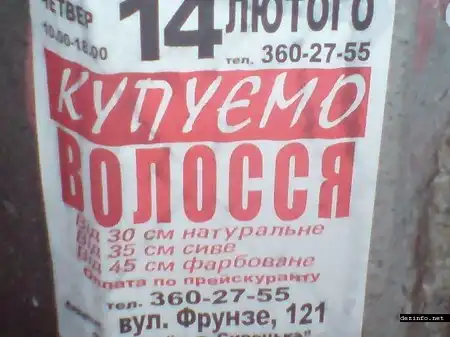 ЧЕТВЕР
10.00-18.00
14 ЛЮТОГО
тел. 360-27-55
КУПУЄМО
ВОЛОССЯ
Від 30 см натуральне
Від 35 см сиве
Від 45 см фарбоване
Оплата по прейскуранту
тел. 360-27-55
вул. Фрунзе, 121
dezinfo.net